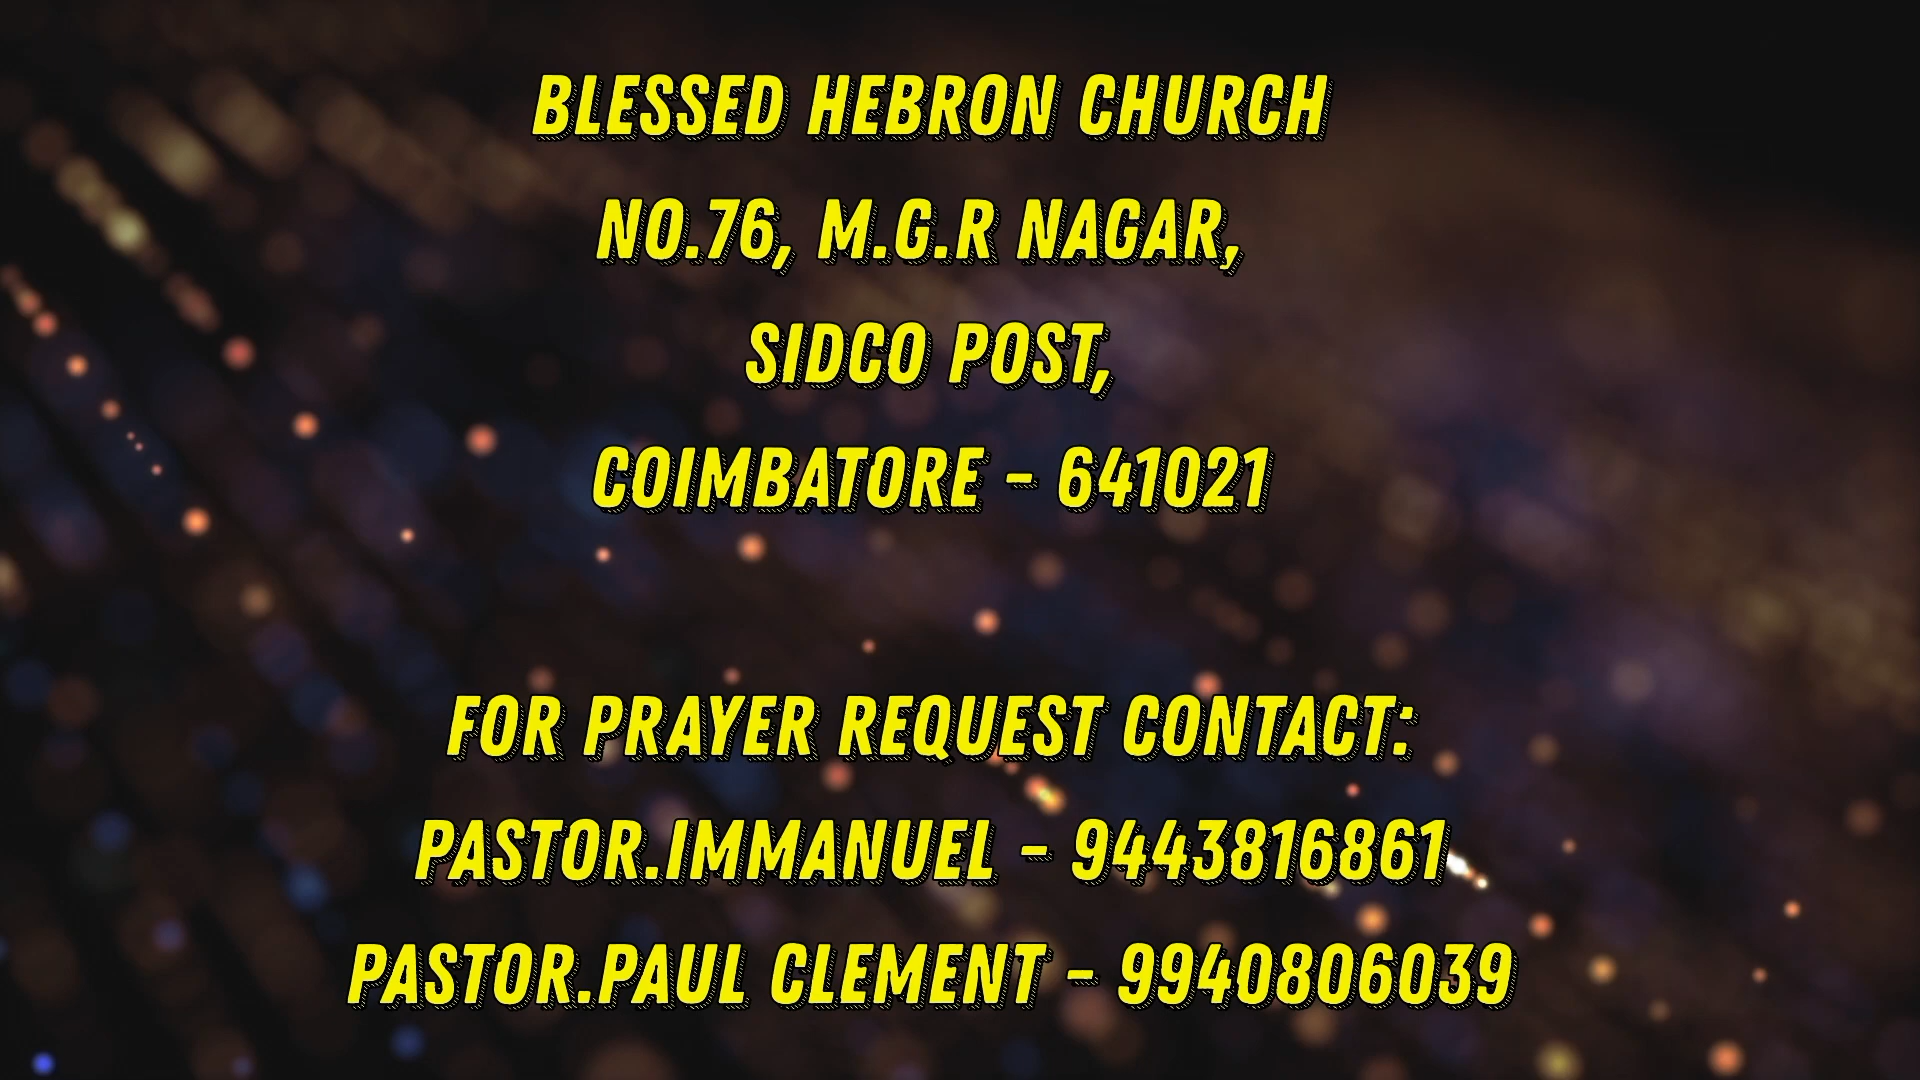 BLESSED HEBRON CHURCH
NO.76, M.G.R NAGAR,
SIDCO POST,
COIMBATORE - 641021
FOR PRAYER REQUEST CONTACT:
PASTOR.IMMANUEL - 9443816861
PASTOR.PAUL CLEMENT - 9940806039